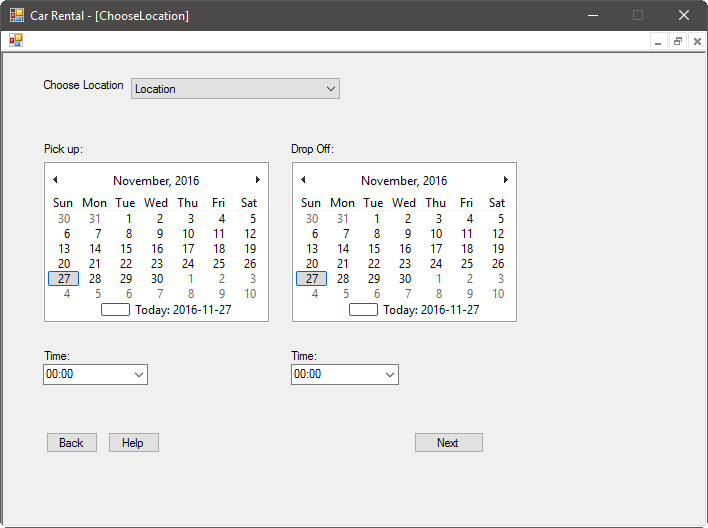 Car Rental - [ChooseLocation]
Choose Location Location
Pick up: Drop Off:
November, 2016 November, 2016
Sun Mon Tue Wed Thu Fri Sat Sun Mon Tue Wed Thu Fri Sat
30 31 1 2 3 4 5 30 31 1 2 3 4 5
6 7 8 9 10 11 12 6 7 8 9 10 11 12
13 14 15 16 17 18 19 13 14 15 16 17 18 19
20 21 22 23 24 25 26 20 21 22 23 24 25 26
27 28 29 30 1 2 3 27 28 29 30 1 2 3
4 5 6 7 8 9 10 4 5 6 7 8 9 10
Today: 2016-11-27 Today: 2016-11-27
Time: Time:
00:00 00:00
Back Help Next